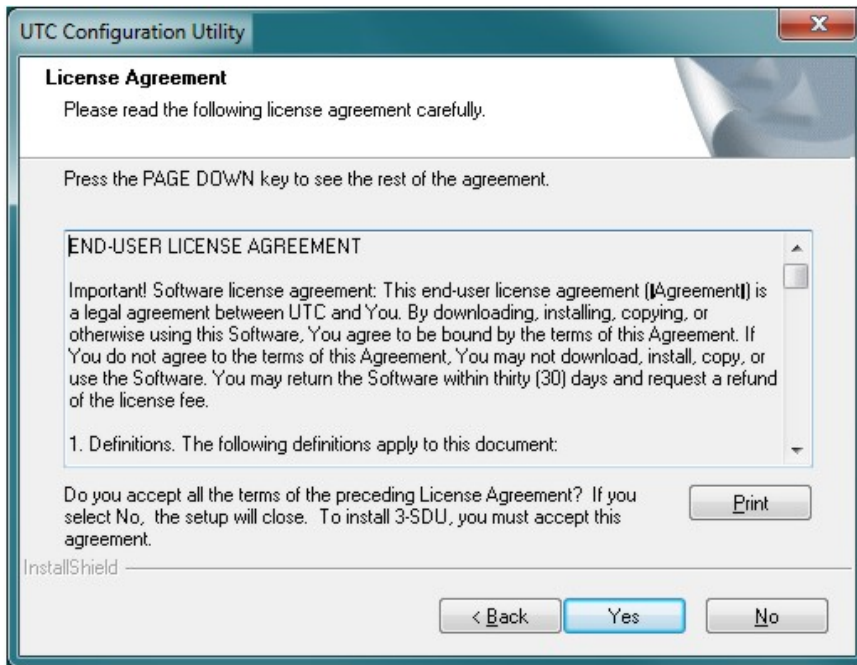 UTC Configuration Utility
License Agreement
Please read the following license agreement carefully.
Press the PAGE DOWN key to see the rest of the agreement.
END-USER LICENSE AGREEMENT
Important! Software license agreement: This end-user license agreement (❙Agreement❙) is
a legal agreement between UTC and You. By downloading, installing, copying, or
otherwise using this Software, You agree to be bound by the terms of this Agreement. If
You do not agree to the terms of this Agreement, You may not download, install, copy, or
use the Software. You may return the Software within thirty (30) days and request a refund
of the license fee.
1. Definitions. The following definitions apply to this document:
Do you accept all the terms of the preceding License Agreement? If you
select No, the setup will close. To install 3-SDU, you must accept this
agreement.
Print
InstallShield
< Back
Yes
No